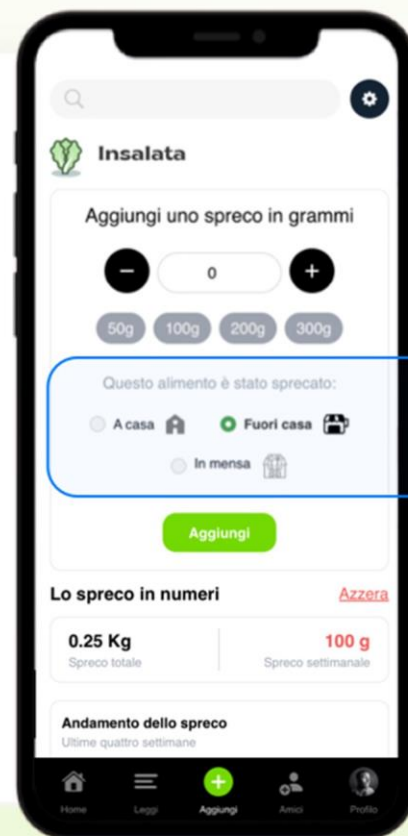 Insalata
Aggiungi uno spreco in grammi
0
50g 100g 200g 300g
Questo alimento è stato sprecato:
A casa Fuori casa
In mensa
Aggiungi
Lo spreco in numeri Azzera
0.25 Kg 100 g
Spreco totale Spreco settimanale
Andamento dello spreco
Ultime quattro settimane
Home Leggi Aggiungi Amici Profilo